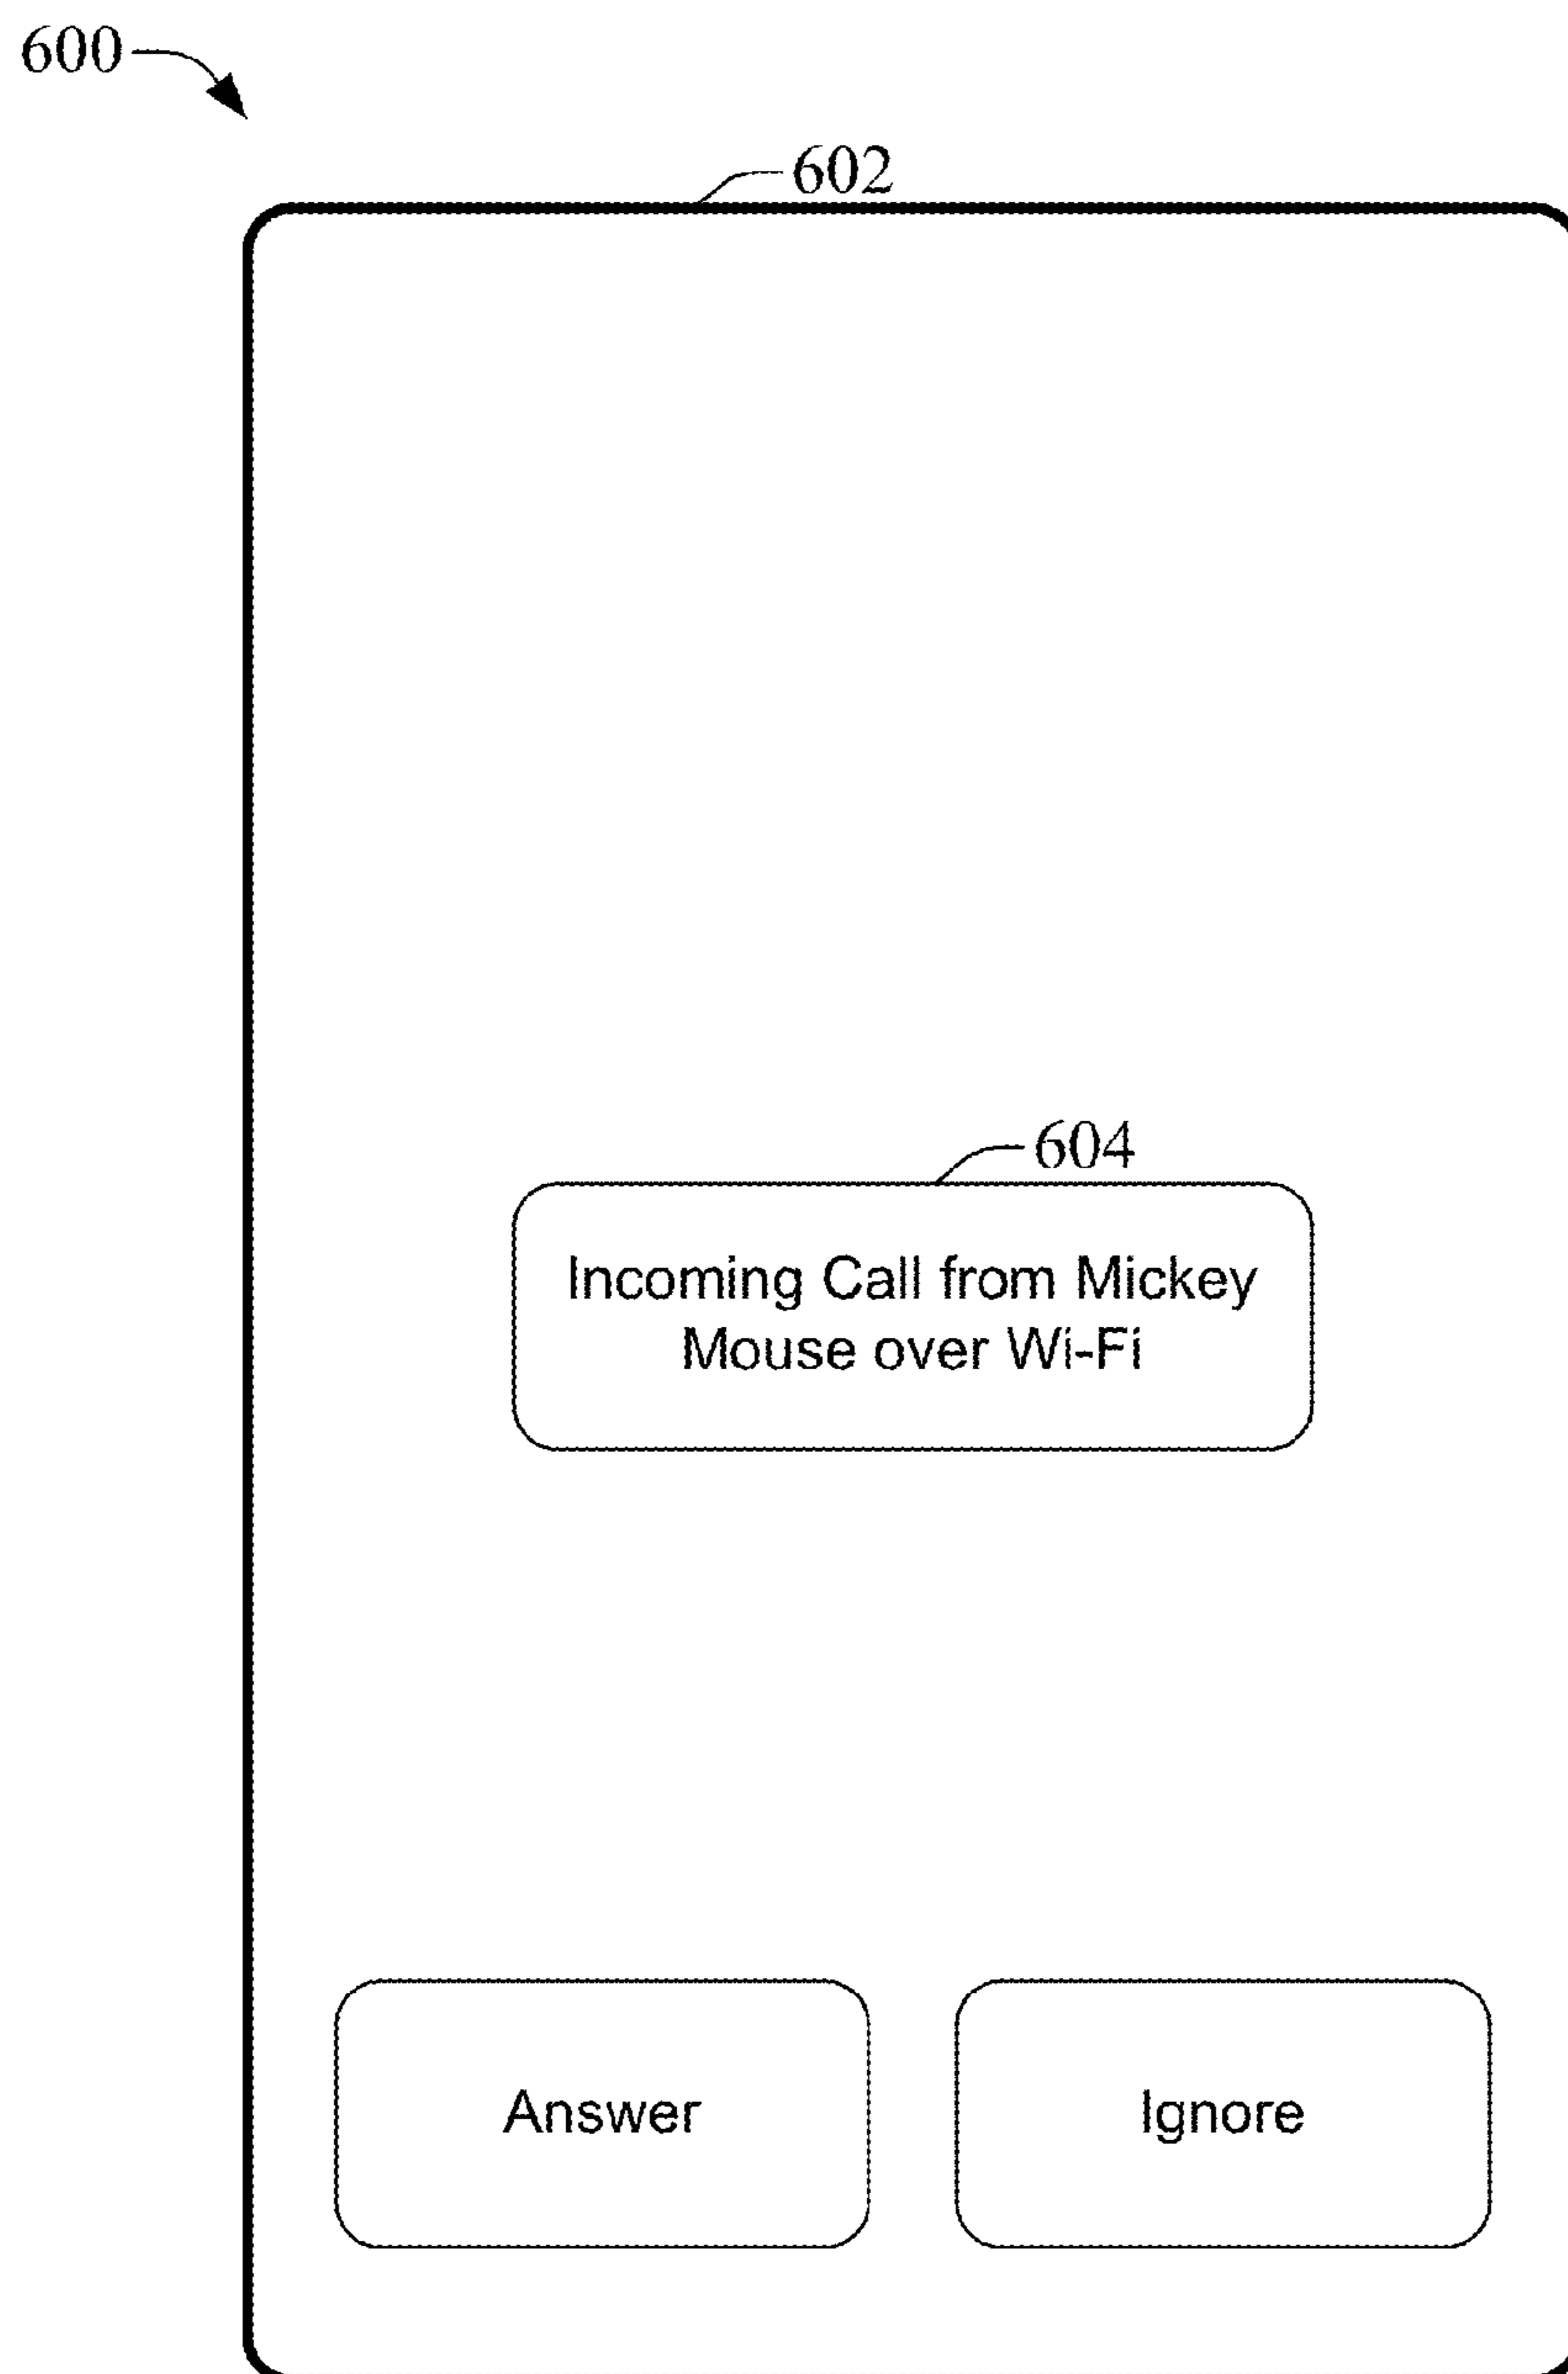 600
602
604
Incoming Call from Mickey
Mouse over Wi-Fi
Answer
Ignore